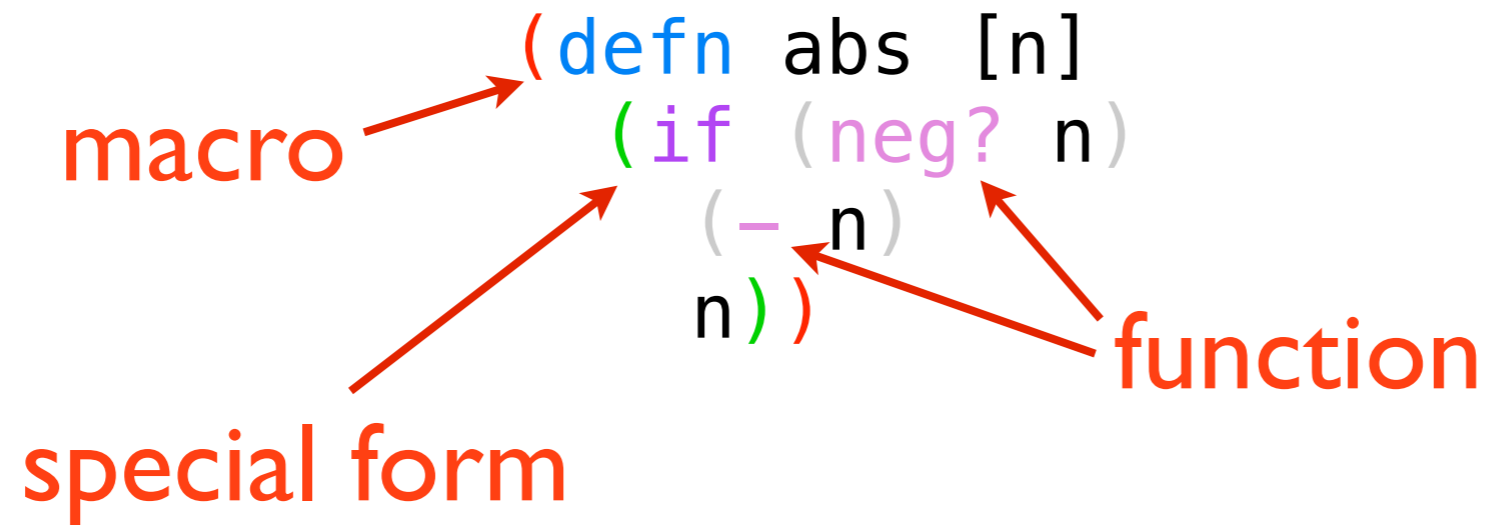 (defn abs [n]
macro
(if (neg? n)
(- n)
n))
function
special form